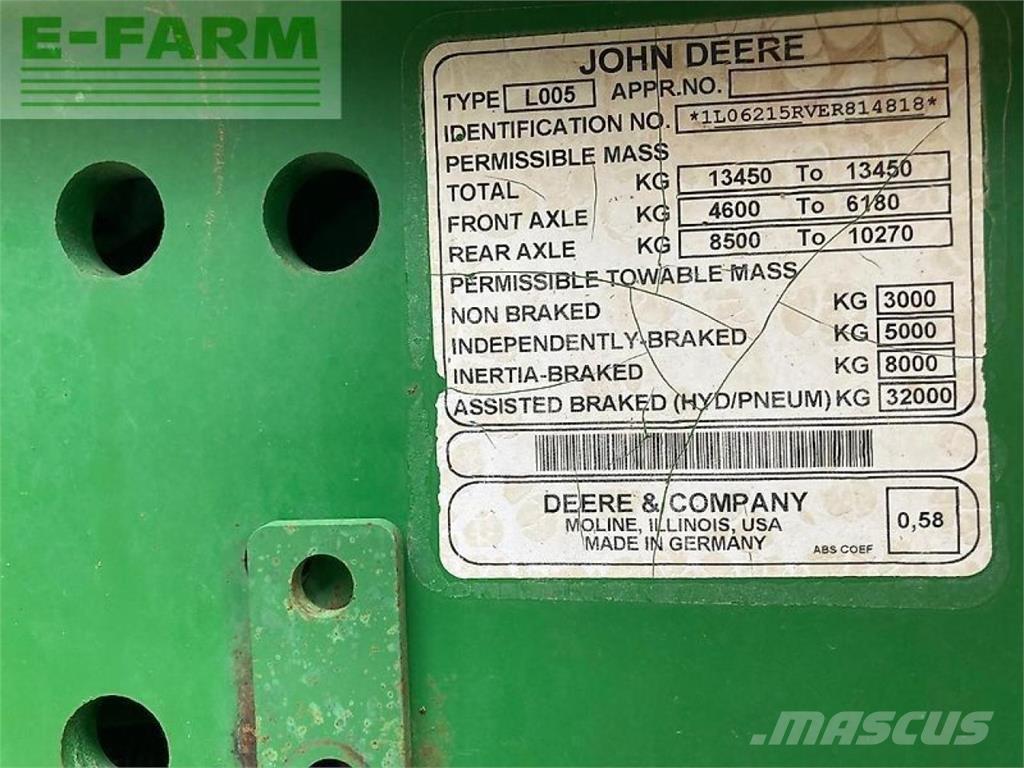 E-FARM
JOHN DEERE
TYPE L005 APPR.NO.
IDENTIFICATION NO. *1L06215RVER814818*
PERMISSIBLE MASS
TOTAL KG 13450 To 13450
FRONT AXLE KG 4600 To 6180
REAR AXLE KG 8500 To 10270
PERMISSIBLE TOWABLE MASS
NON BRAKED KG 3000
INDEPENDENTLY-BRAKED KG 5000
INERTIA-BRAKED KG 8000
ASSISTED BRAKED (HYD/PNEUM) KG 32000
DEERE & COMPANY
MOLINE, ILLINOIS, USA
MADE IN GERMANY
ABS COEF 0,58
MASCUS